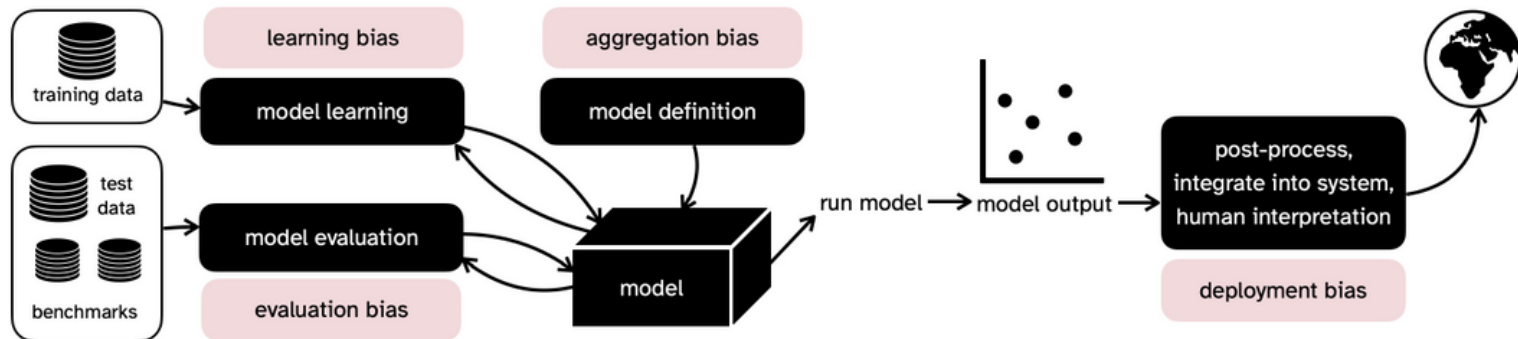 training data
learning bias
model learning
aggregation bias
model definition
test
data
benchmarks
model evaluation
evaluation bias
model
run model
model output
post-process,
integrate into system,
human interpretation
deployment bias